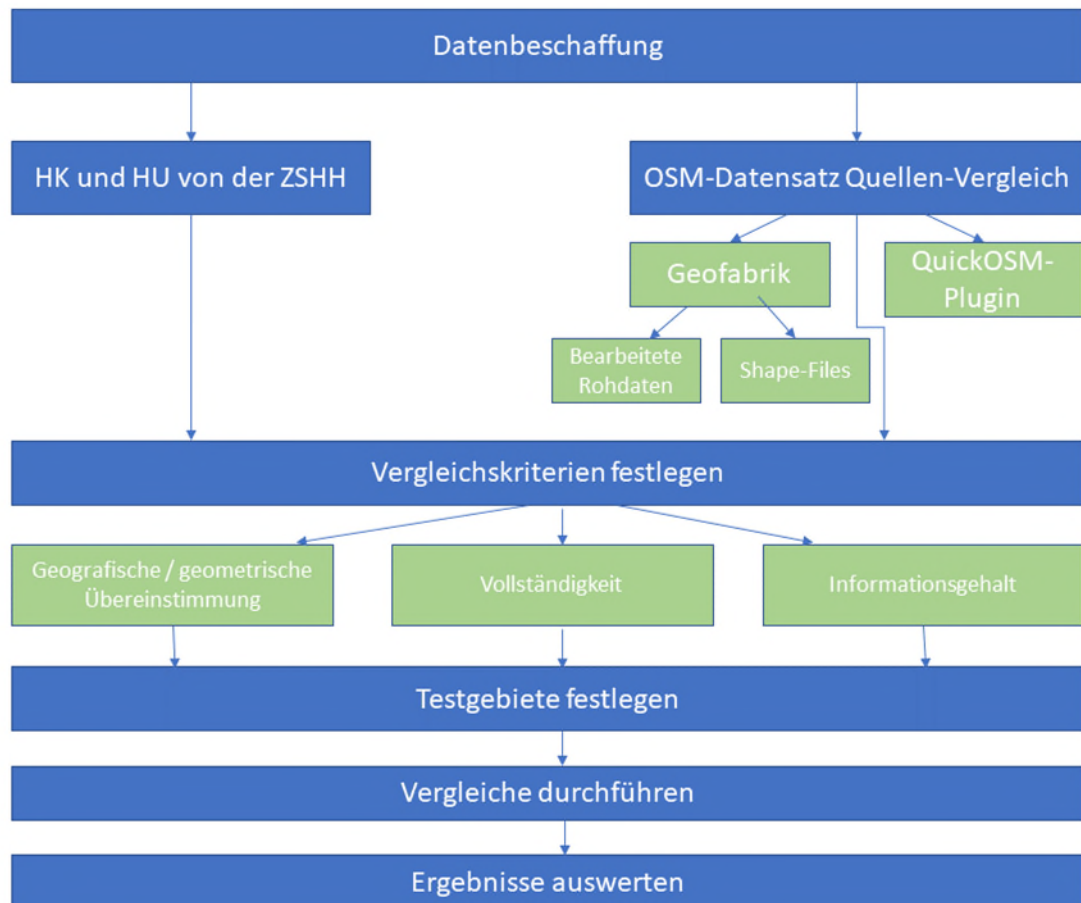 Datenbeschaffung
HK und HU von der ZSHH
OSM-Datensatz Quellen-Vergleich
Geofabrik
QuickOSM-
Plugin
Bearbeitete
Rohdaten
Shape-Files
Vergleichskriterien festlegen
Geografische / geometrische
Übereinstimmung
Vollständigkeit
Informationsgehalt
Testgebiete festlegen
Vergleiche durchführen
Ergebnisse auswerten